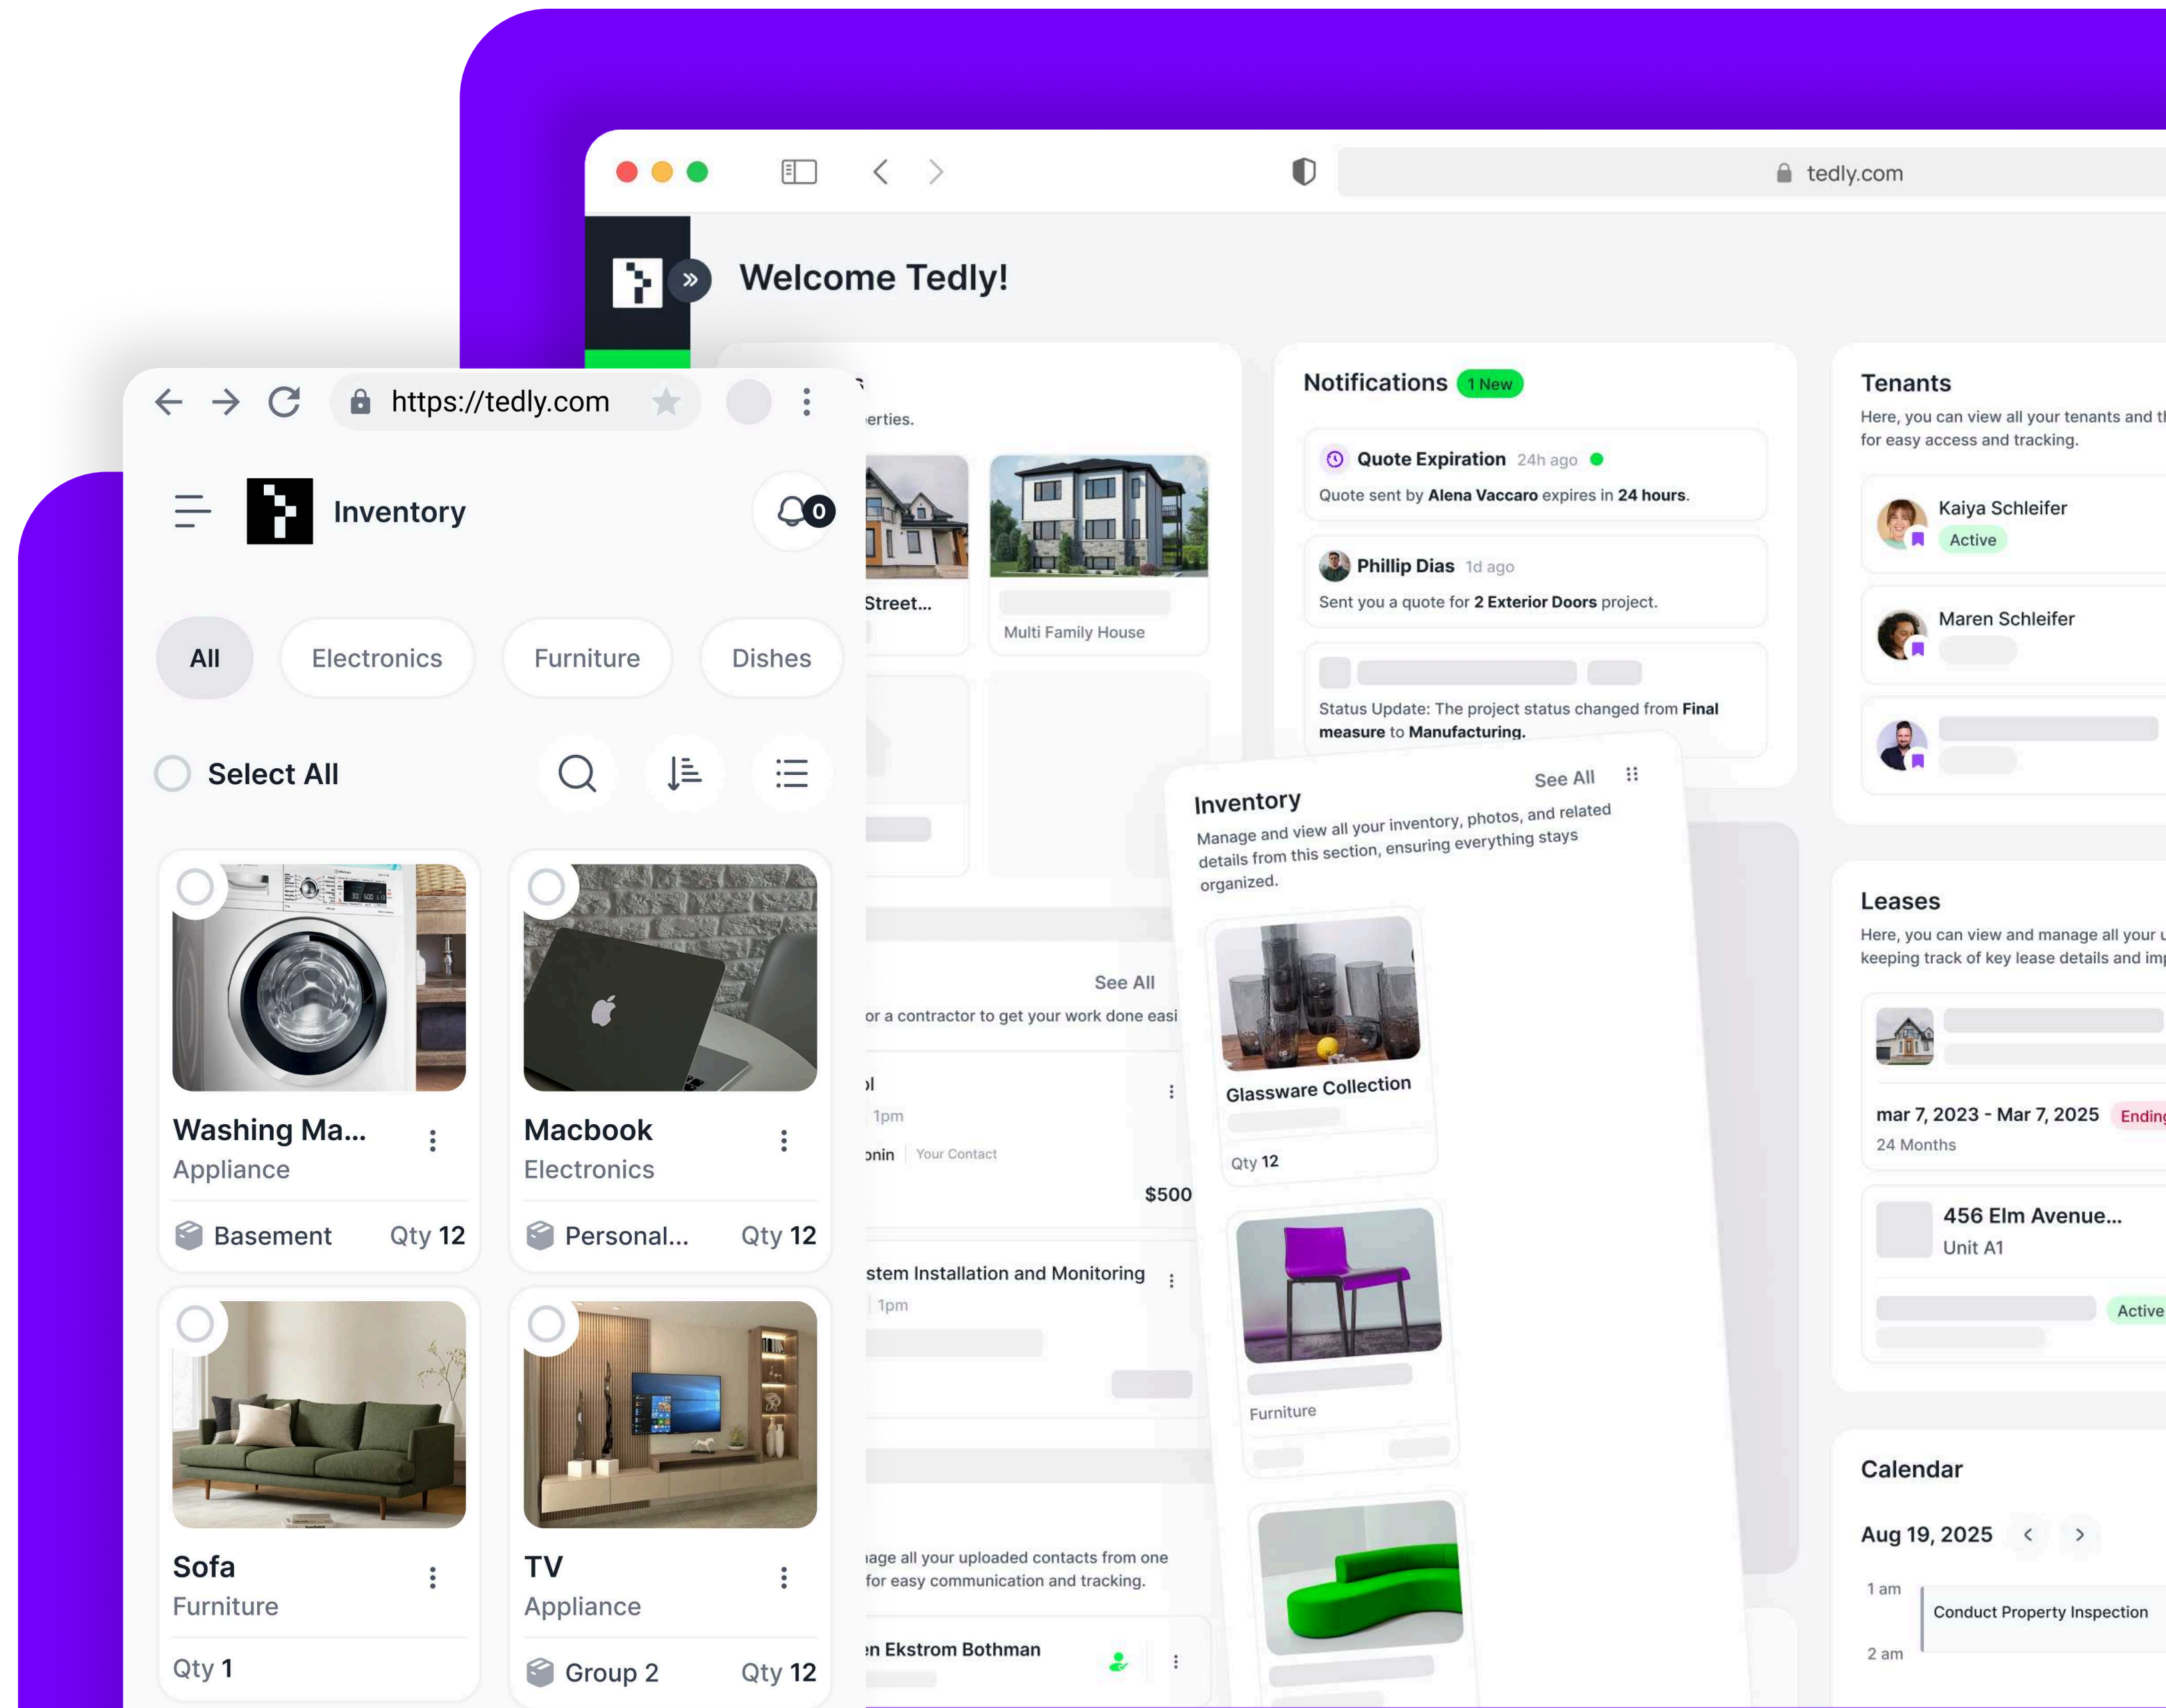 tedly.com
Welcome Tedly!
https://tedly.com
Inventory
0
All
Electronics
Furniture
Dishes
Select All
Washing Ma...
Appliance
Basement
Qty 12
Macbook
Electronics
Personal...
Qty 12
Sofa
Furniture
Qty 1
TV
Appliance
Group 2
Qty 12
Street...
Multi Family House
See All
or a contractor to get your work done easi
1pm
Your Contact
$500
Installation and Monitoring
1pm
all your uploaded contacts from one
for easy communication and tracking.
Ekstrom Bothman
Notifications 1 New
Quote Expiration 24h ago
Quote sent by Alena Vaccaro expires in 24 hours.
Phillip Dias 1d ago
Sent you a quote for 2 Exterior Doors project.
Status Update: The project status changed from Final
measure to Manufacturing.
Inventory
See All
Manage and view all your inventory, photos, and related
details from this section, ensuring everything stays
organized.
Glassware Collection
Qty 12
Furniture
Tenants
Here, you can view all your tenants and
for easy access and tracking.
Kaiya Schleifer
Active
Maren Schleifer
Leases
Here, you can view and manage all your
keeping track of key lease details and
mar 7, 2023 - Mar 7, 2025 Ending
24 Months
456 Elm Avenue...
Unit A1
Active
Calendar
Aug 19, 2025
1 am
Conduct Property Inspection
2 am